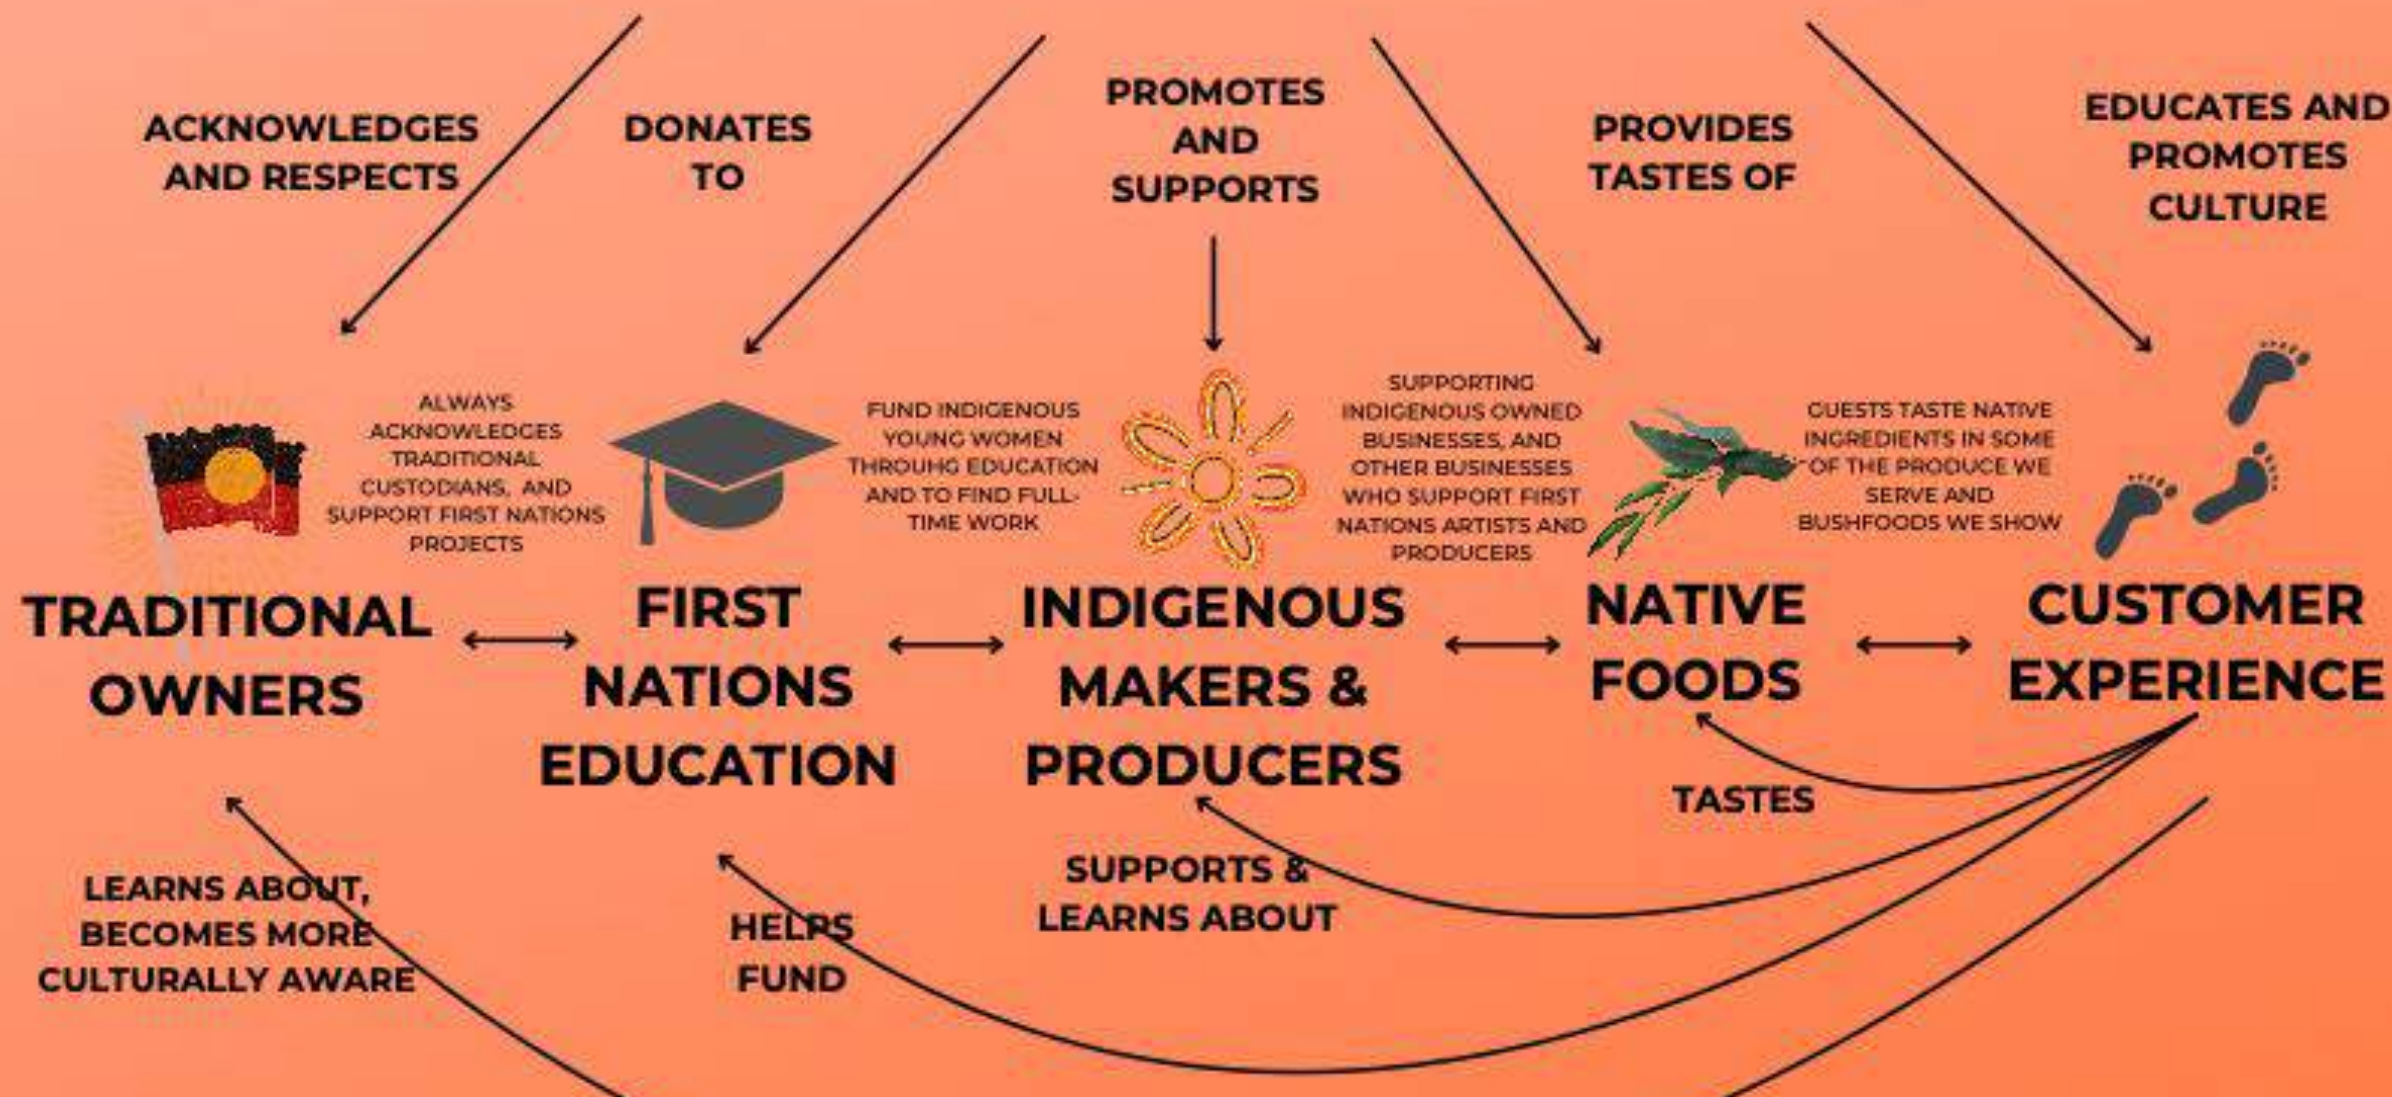 ACKNOWLEDGES
AND RESPECTS
DONATES
TO
PROMOTES
AND
SUPPORTS
PROVIDES
TASTES OF
EDUCATES AND
PROMOTES
CULTURE
ALWAYS
ACKNOWLEDGES
TRADITIONAL
CUSTODIANS, AND
SUPPORT FIRST NATIONS
PROJECTS
FUND INDIGENOUS
YOUNG WOMEN
THROUHG EDUCATION
AND TO FIND FULL-
TIME WORK
SUPPORTING
INDIGENOUS OWNED
BUSINESSES, AND
OTHER BUSINESSES
WHO SUPPORT FIRST
NATIONS ARTISTS AND
PRODUCERS
GUESTS TASTE NATIVE
INGREDIENTS IN SOME
OF THE PRODUCE WE
SERVE AND
BUSHFOODS WE SHOW
TRADITIONAL
OWNERS
FIRST
NATIONS
EDUCATION
INDIGENOUS
MAKERS &
PRODUCERS
NATIVE
FOODS
CUSTOMER
EXPERIENCE
LEARNS ABOUT,
BECOMES MORE
CULTURALLY AWARE
HELPS
FUND
SUPPORTS &
LEARNS ABOUT
TASTES